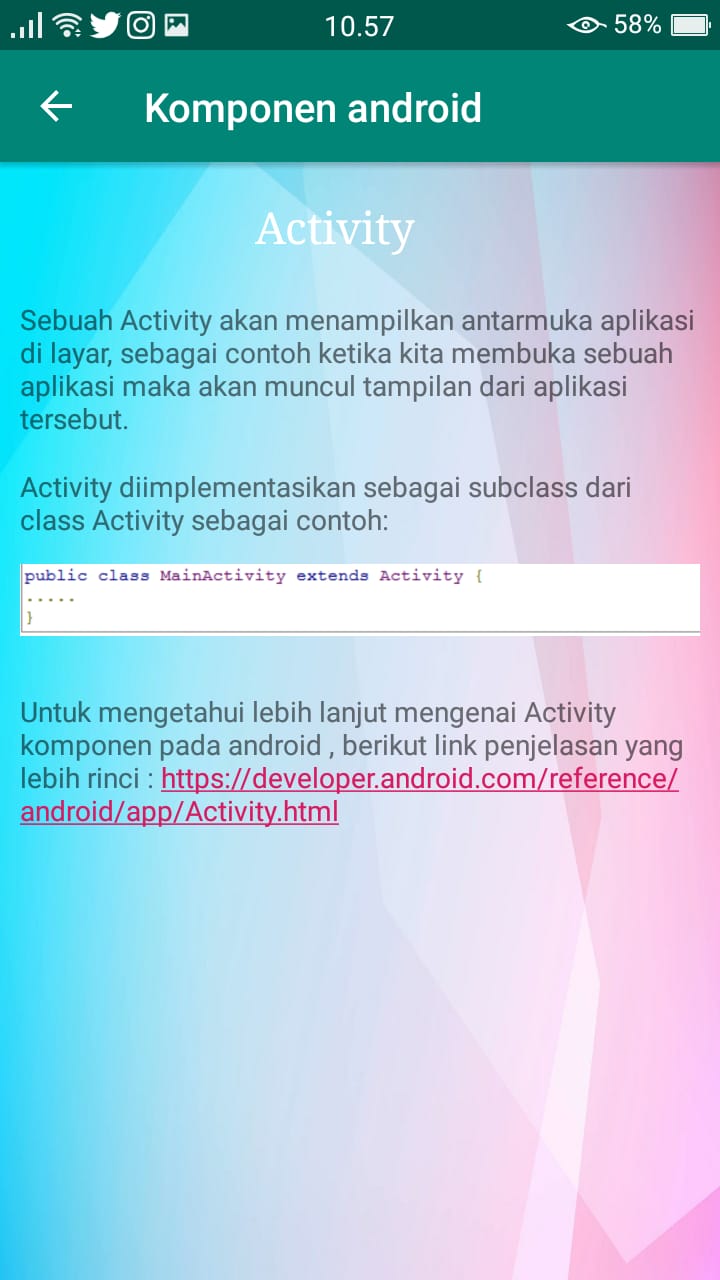 10.57
58%
Komponen android
Activity
Sebuah Activity akan menampilkan antarmuka aplikasi
di layar, sebagai contoh ketika kita membuka sebuah
aplikasi maka akan muncul tampilan dari aplikasi
tersebut.
Activity diimplementasikan sebagai subclass dari
class Activity sebagai contoh:
public class MainActivity extends Activity {
.....
}
Untuk mengetahui lebih lanjut mengenai Activity
komponen pada android , berikut link penjelasan yang
lebih rinci : https://developer.android.com/reference/
android/app/Activity.html